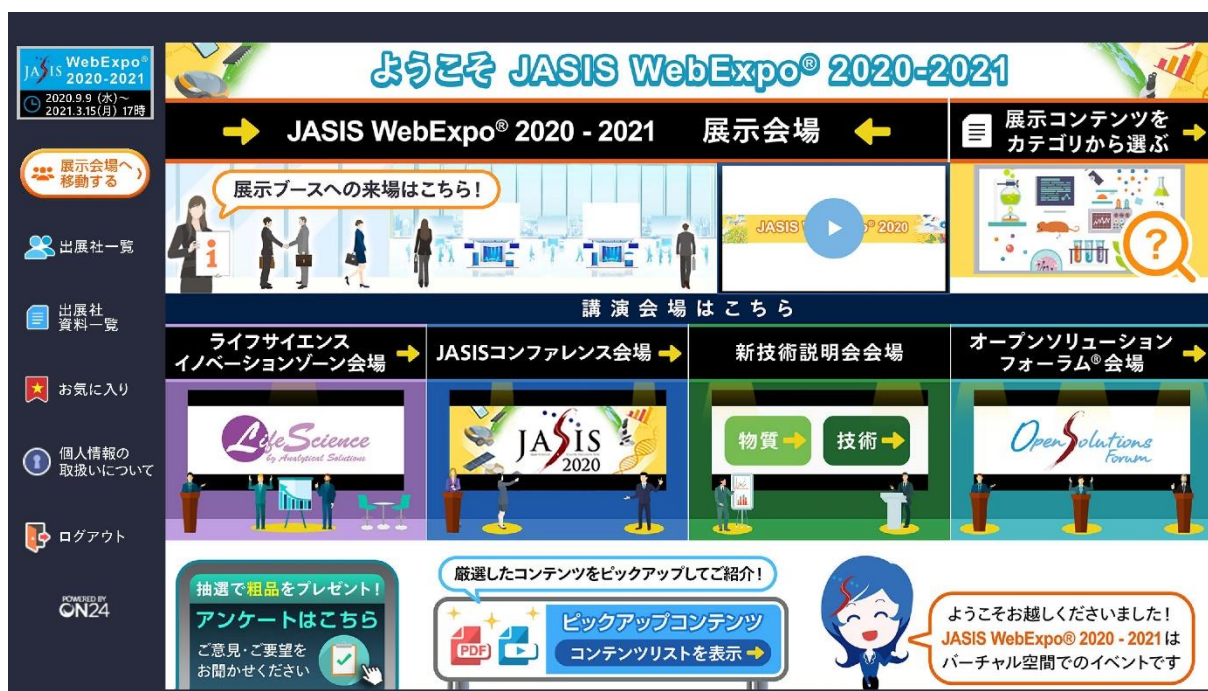 ようこそ JASIS WebExpo® 2020-2021
JASIS WebExpo®
2020-2021
2020.9.9 (水)～
2021.3.15(月) 17時
展示会場へ
移動する
出展社一覧
出展社
資料一覧
お気に入り
個人情報の
取扱いについて
ログアウト
POWERED BY
ON24
→ JASIS WebExpo® 2020 - 2021 展示会場 ←
展示コンテンツを
カテゴリから選ぶ →
展示ブースへの来場はこちら！
i
JASIS
2020
?
講演会場はこちら
ライフサイエンス
イノベーションゾーン会場 →
JASISコンファレンス会場 →
新技術説明会会場
オープンソリューション
フォーラム®会場 →
LifeScience
by Analytical Solutions
JASIS
2020
物質→
技術→
Open Solutions
Forum
抽選で粗品をプレゼント！
アンケートはこちら
ご意見・ご要望を
お聞かせください
厳選したコンテンツをピックアップしてご紹介！
PDF
ピックアップコンテンツ
コンテンツリストを表示→
ようこそお越しくださいました！
JASIS WebExpo® 2020 - 2021 は
バーチャル空間でのイベントです